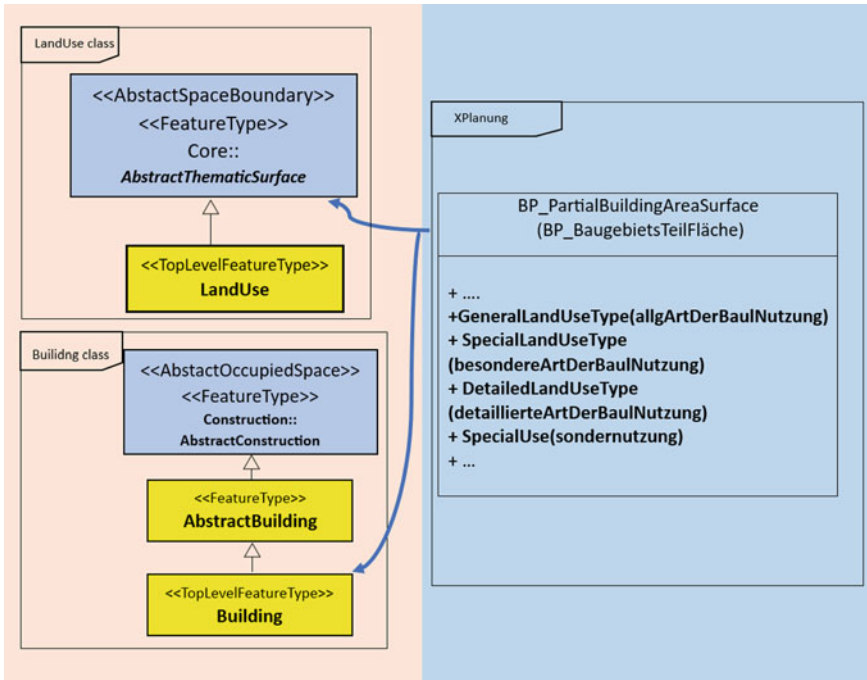 LandUse class
<<AbstactSpaceBoundary>>
<<FeatureType>>
Core::
AbstractThematicSurface
<<TopLevelFeatureType>>
LandUse
Builidng class
<<AbstactOccupiedSpace>>
<<FeatureType>>
Construction::
AbstractConstruction
<<FeatureType>>
AbstractBuilding
<<TopLevelFeatureType>>
Building
XPlanung
BP_PartialBuildingAreaSurface
(BP_BaugebietsTeilFläche)
+ ....
+GeneralLandUseType(allgArtDerBaulNutzung)
+ SpecialLandUseType
(besondereArtDerBaulNutzung)
+ DetailedLandUseType
(detaillierteArtDerBaulNutzung)
+ SpecialUse(sondernutzung)
+ ...